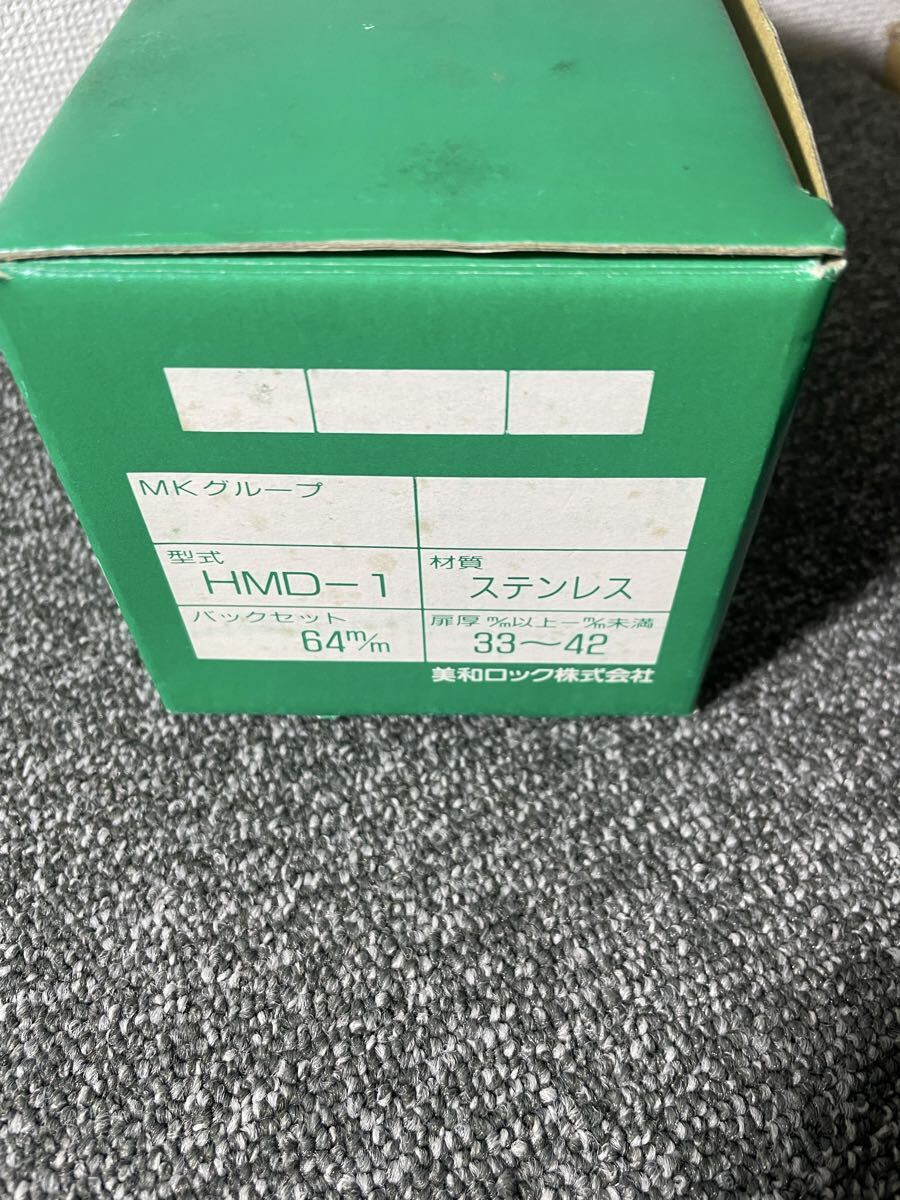 MKグループ
型式 材質
HMD-1 ステンレス
バックセット 扉厚 m/m以上-m/m未満
64m/m 33〜42
美和ロック株式会社